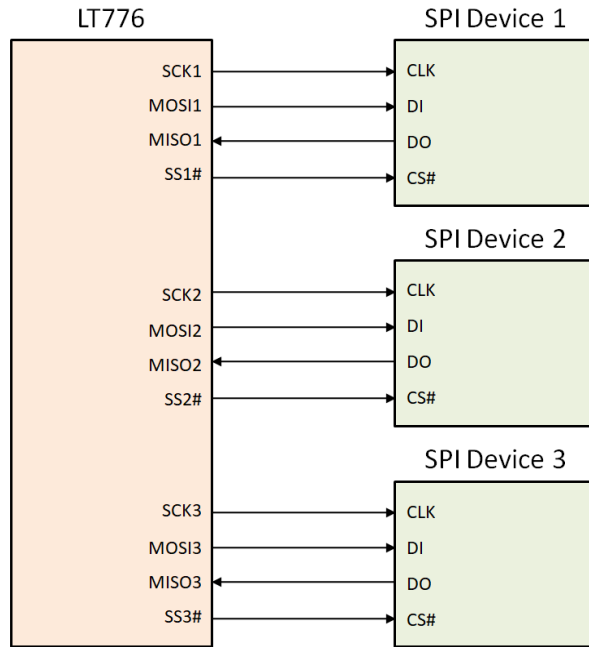 LT776
SPI Device 1
SCK1
CLK
MOSI1
DI
MISO1
DO
SS1#
CS#
SPI Device 2
SCK2
CLK
MOSI2
DI
MISO2
DO
SS2#
CS#
SPI Device 3
SCK3
CLK
MOSI3
DI
MISO3
DO
SS3#
CS#